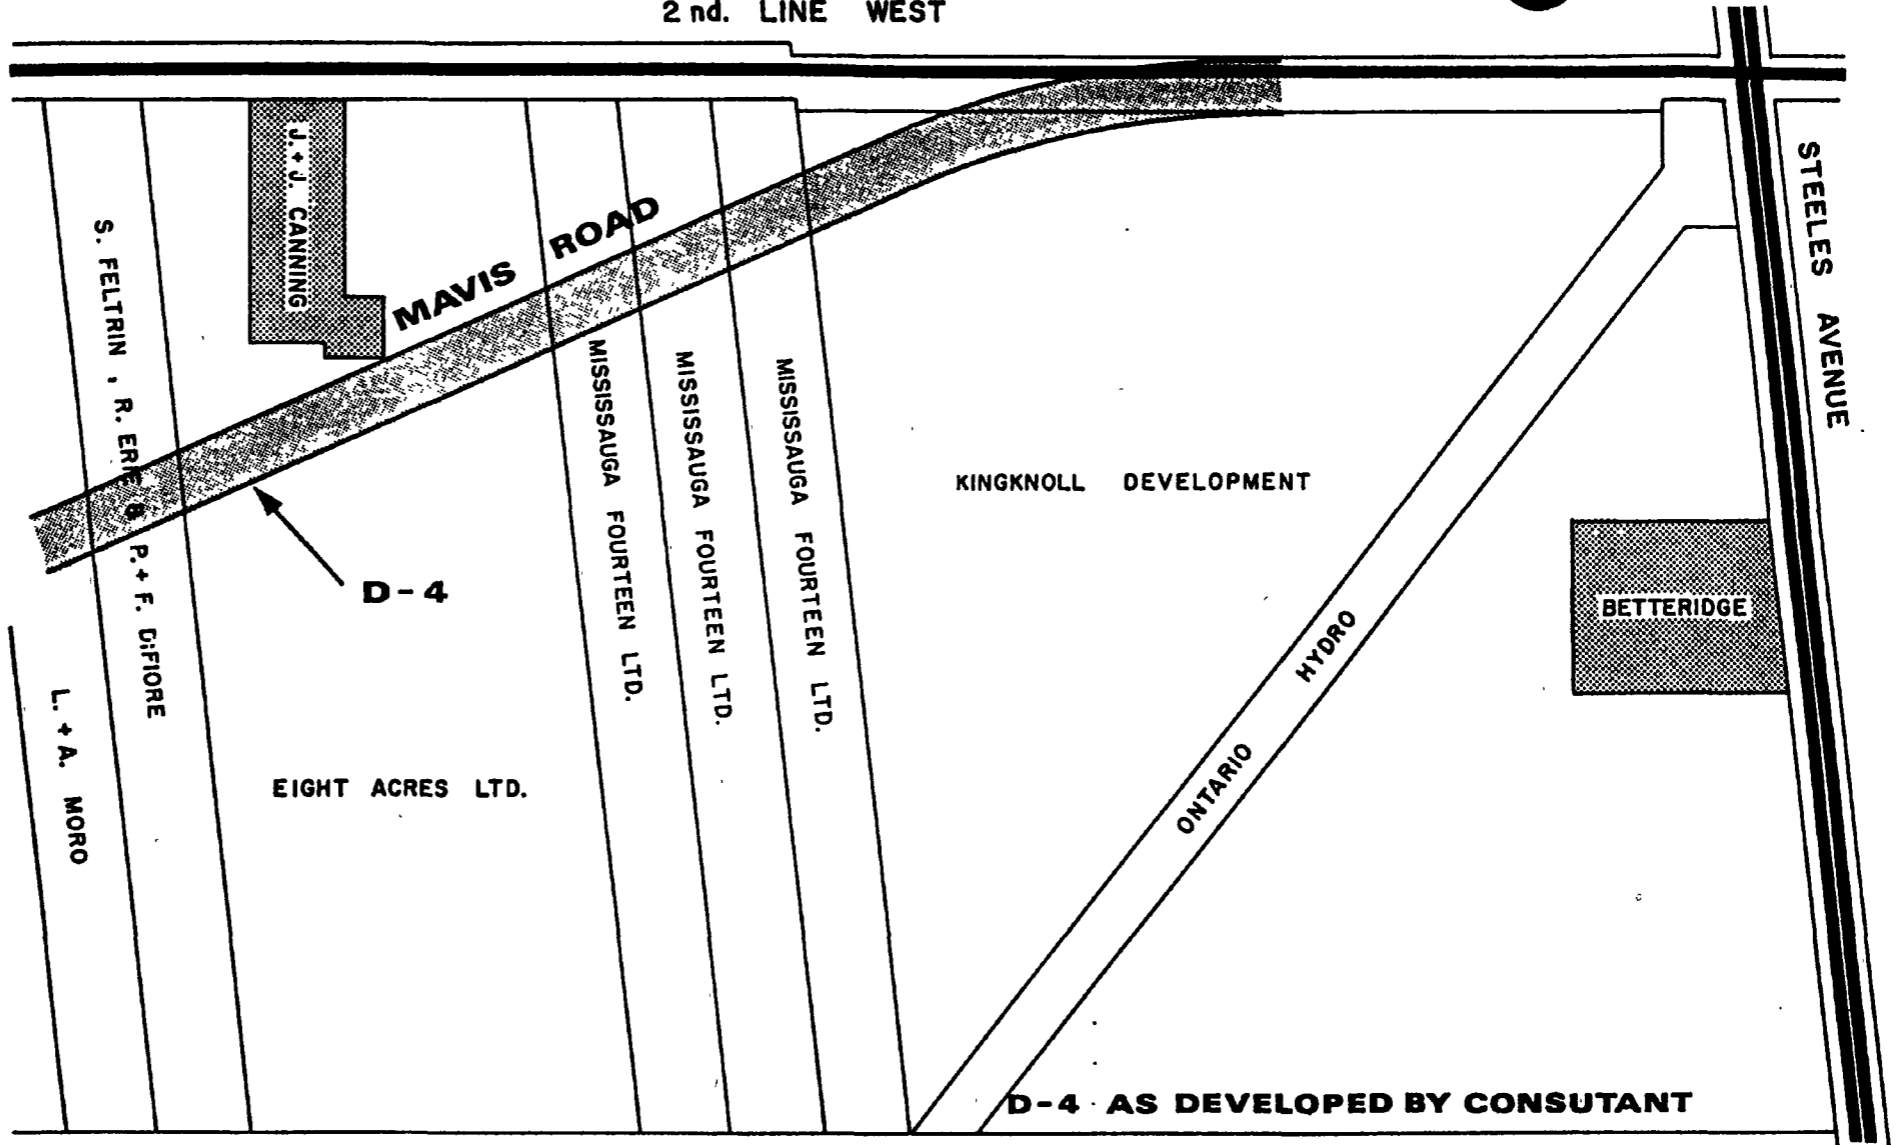 2 nd. LINE WEST
STEELES AVENUE
J. + J. CANNING
MAVIS ROAD
S. FELTRIN , R. ERFE & P. + F. DiFIORE
L. + A. MORO
D-4
EIGHT ACRES LTD.
MISSISSAUGA FOURTEEN LTD.
MISSISSAUGA FOURTEEN LTD.
MISSISSAUGA FOURTEEN LTD.
KINGKNOLL DEVELOPMENT
ONTARIO HYDRO
BETTERIDGE
D-4 AS DEVELOPED BY CONSUTANT